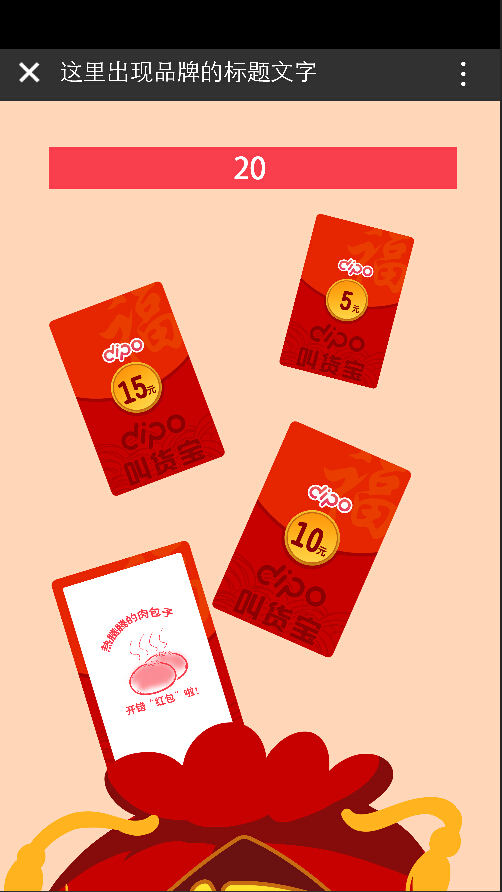 这里出现品牌的标题文字
20
福
dipo
5元
dipo
叫货宝
福
dipo
15元
dipo
叫货宝
福
dipo
10元
dipo
叫货宝
热腾腾的肉包子
开错“红包”啦!